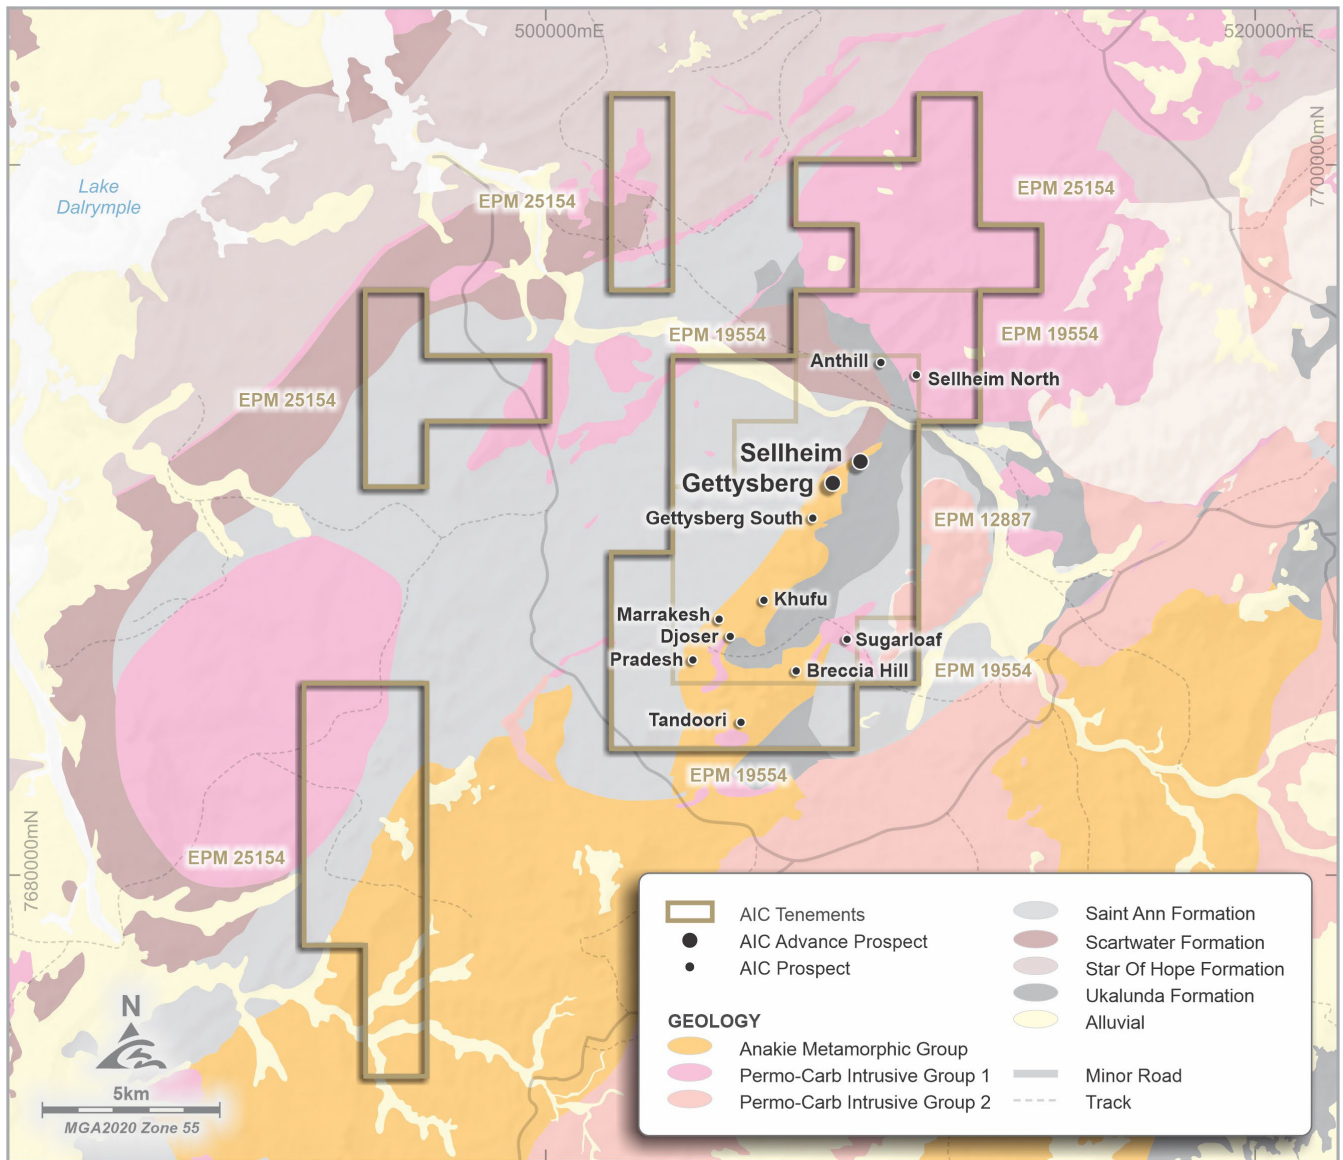 500000mE
520000mE
7700000mN
Lake
Dalrymple
EPM 25154
EPM 25154
EPM 19554
EPM 19554
Anthill
Sellheim North
EPM 25154
Sellheim
Gettysberg
Gettysberg South
EPM 12887
Khufu
Marrakesh
Djoser
Sugarloaf
Pradesh
Breccia Hill
EPM 19554
Tandoori
EPM 19554
7680000mN
EPM 25154
AIC Tenements
AIC Advance Prospect
AIC Prospect
GEOLOGY
Anakie Metamorphic Group
Permo-Carb Intrusive Group 1
Permo-Carb Intrusive Group 2
Saint Ann Formation
Scartwater Formation
Star Of Hope Formation
Ukalunda Formation
Alluvial
Minor Road
Track
N
5km
MGA2020 Zone 55